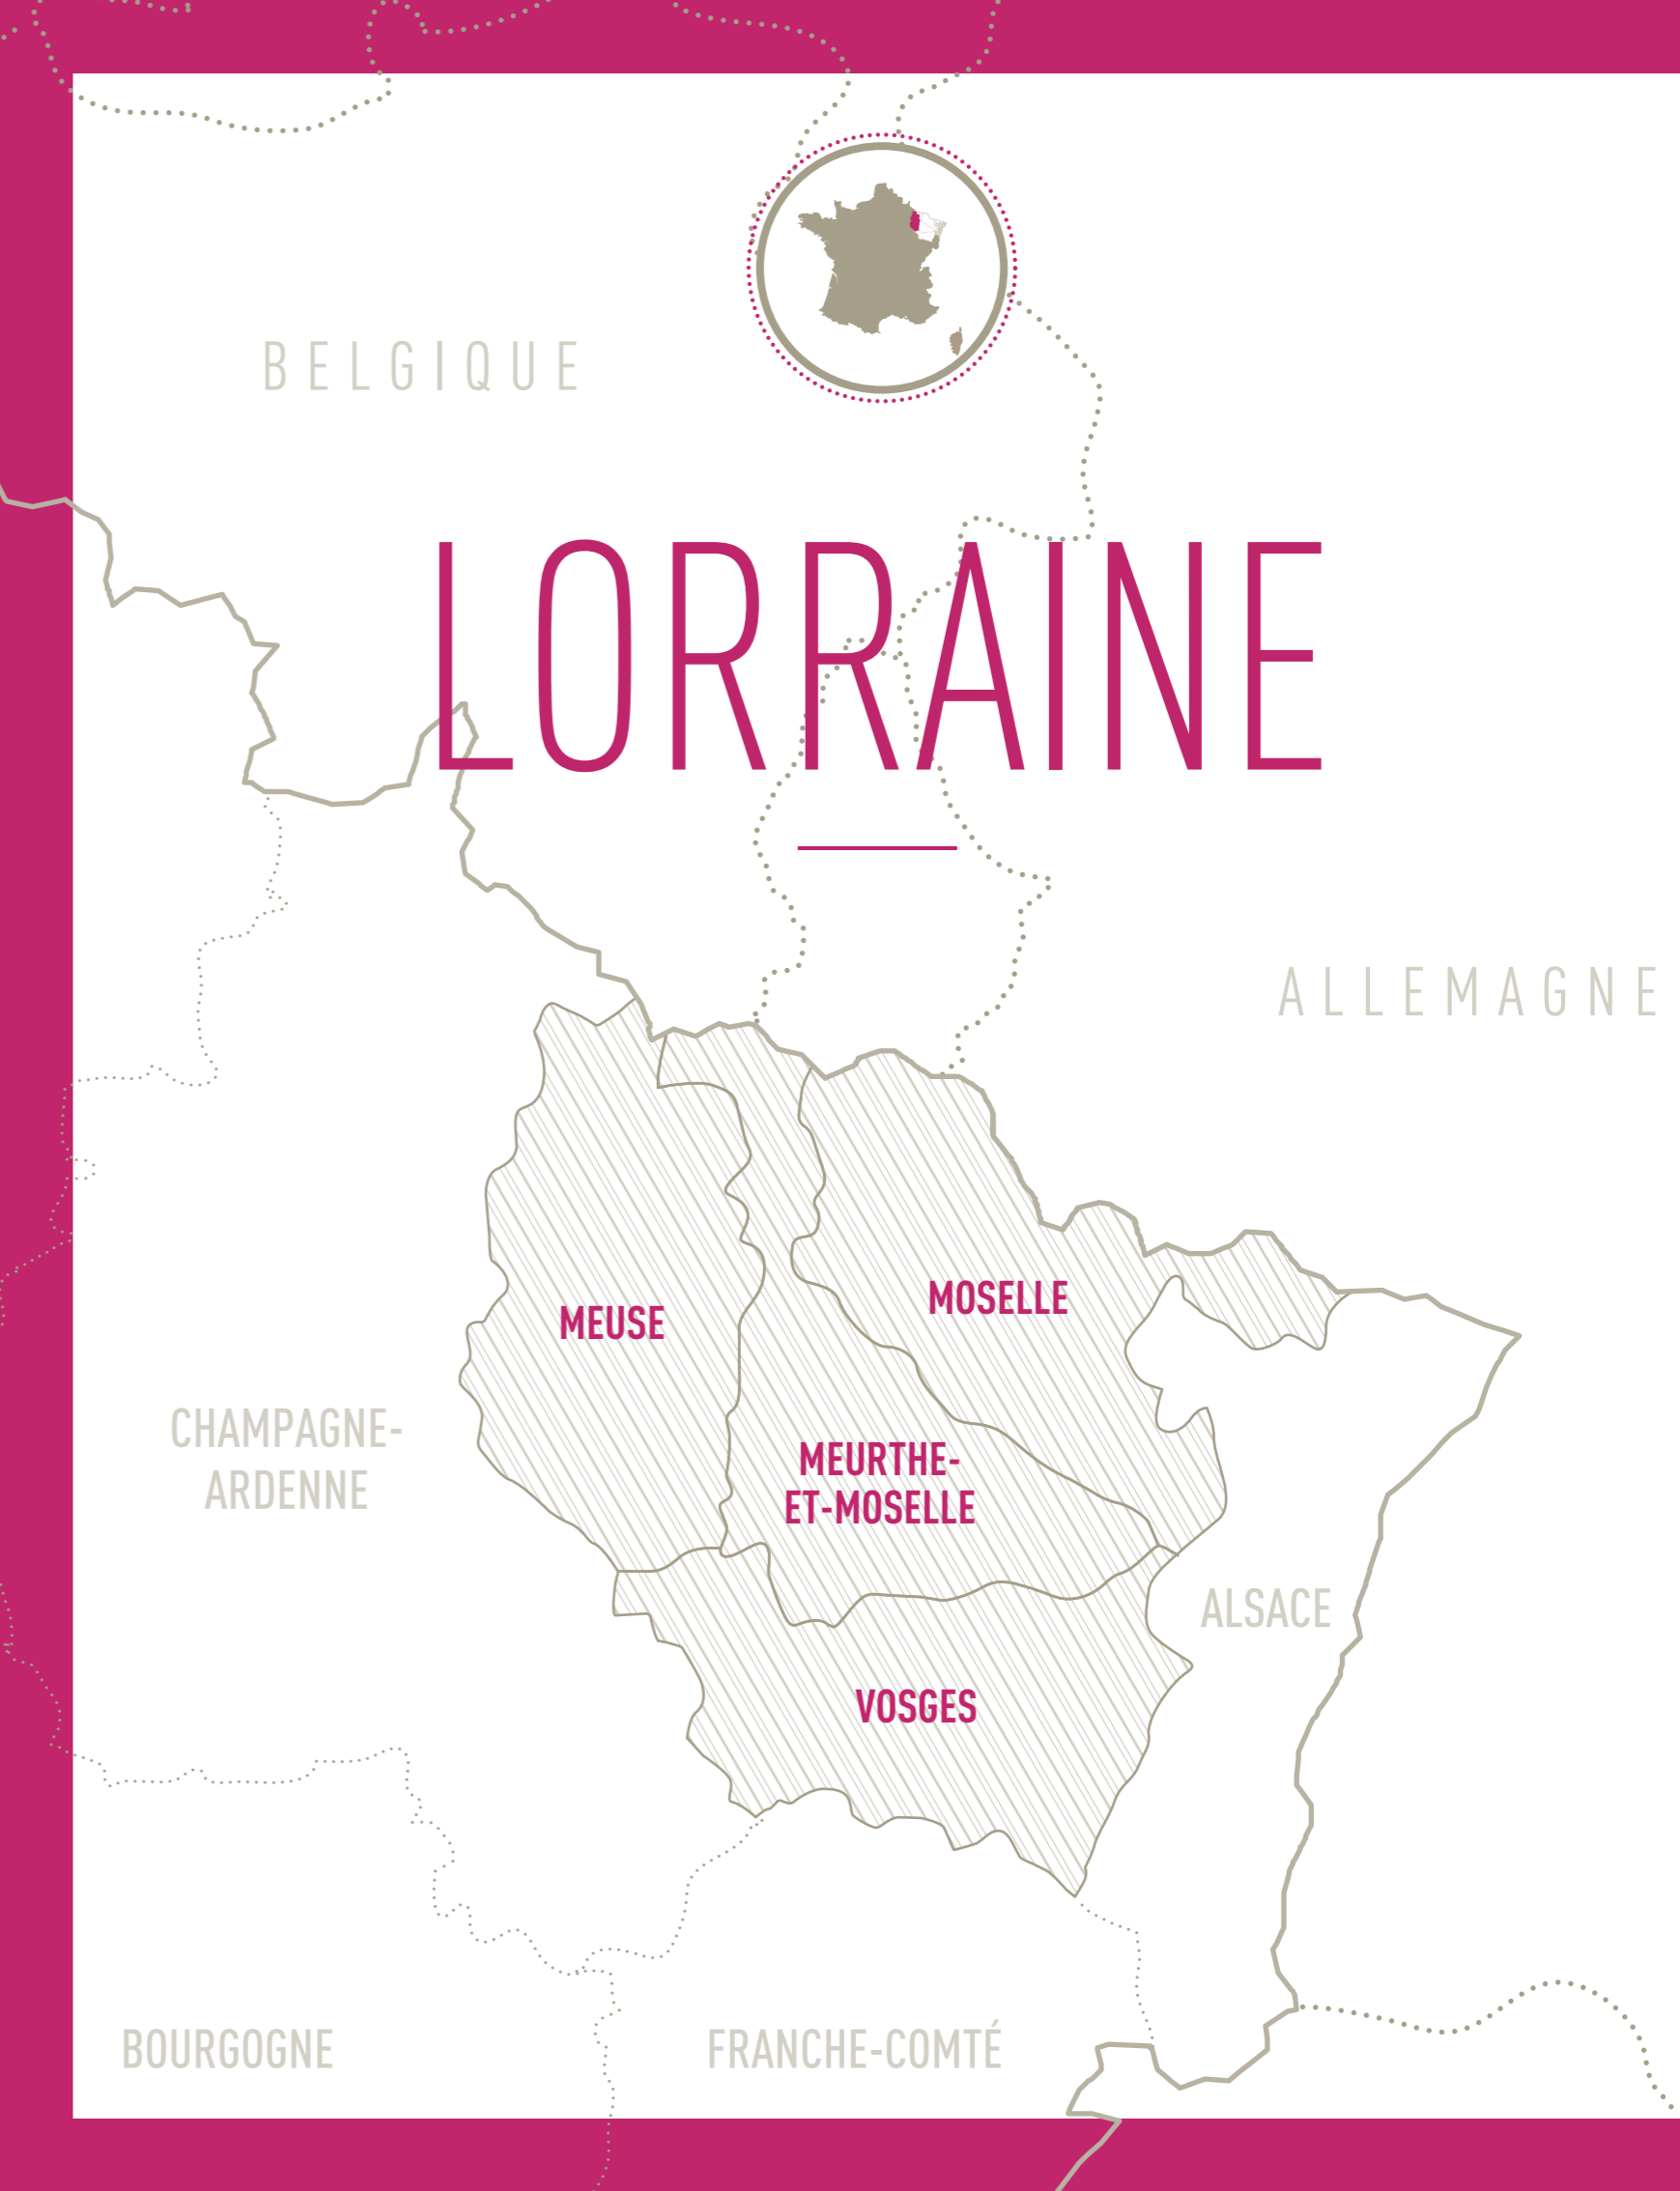 BELGIQUE
LORRAINE
ALLEMAGNE
MOSELLE
MEUSE
CHAMPAGNE-
ARDENNE
MEURTHE-
ET-MOSELLE
ALSACE
VOSGES
BOURGOGNE
FRANCHE-COMTÉ